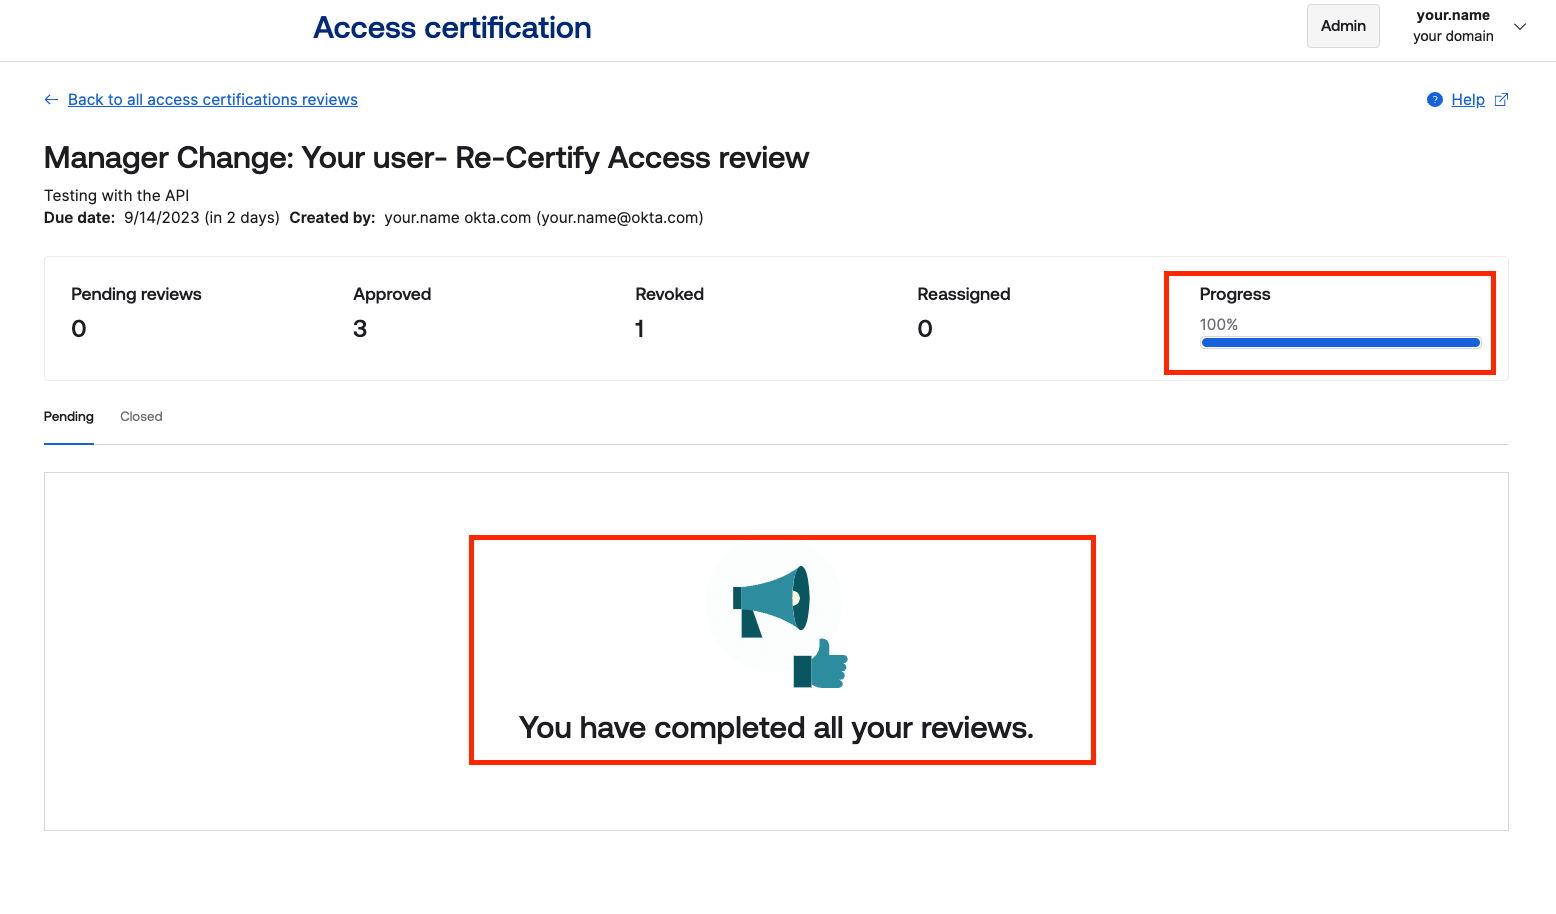 Access certification
Admin
your.name
your domain
Back to all access certifications reviews
? Help
Manager Change: Your user- Re-Certify Access review
Testing with the API
Due date: 9/14/2023 (in 2 days) Created by: your.name okta.com (your.name@okta.com)
Pending reviews
0
Approved
3
Revoked
1
Reassigned
0
Progress
100%
Pending Closed
You have completed all your reviews.